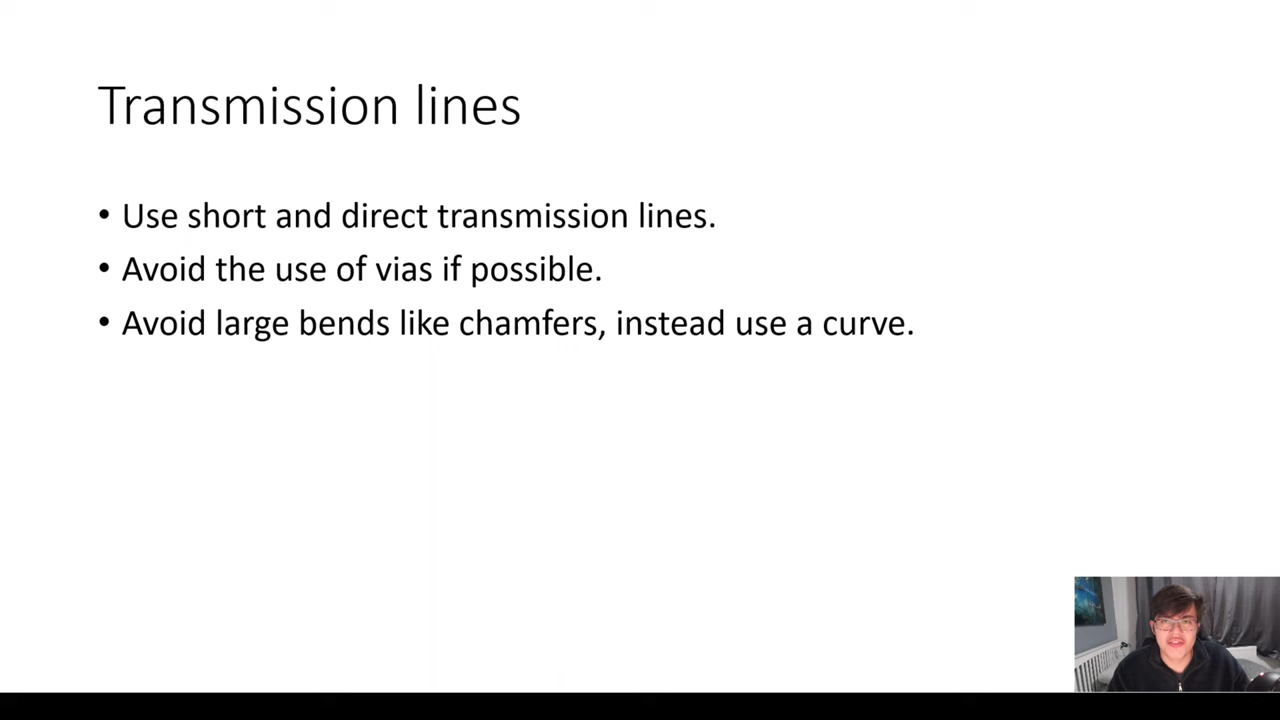 Transmission lines
• Use short and direct transmission lines.
• Avoid the use of vias if possible.
• Avoid large bends like chamfers, instead use a curve.